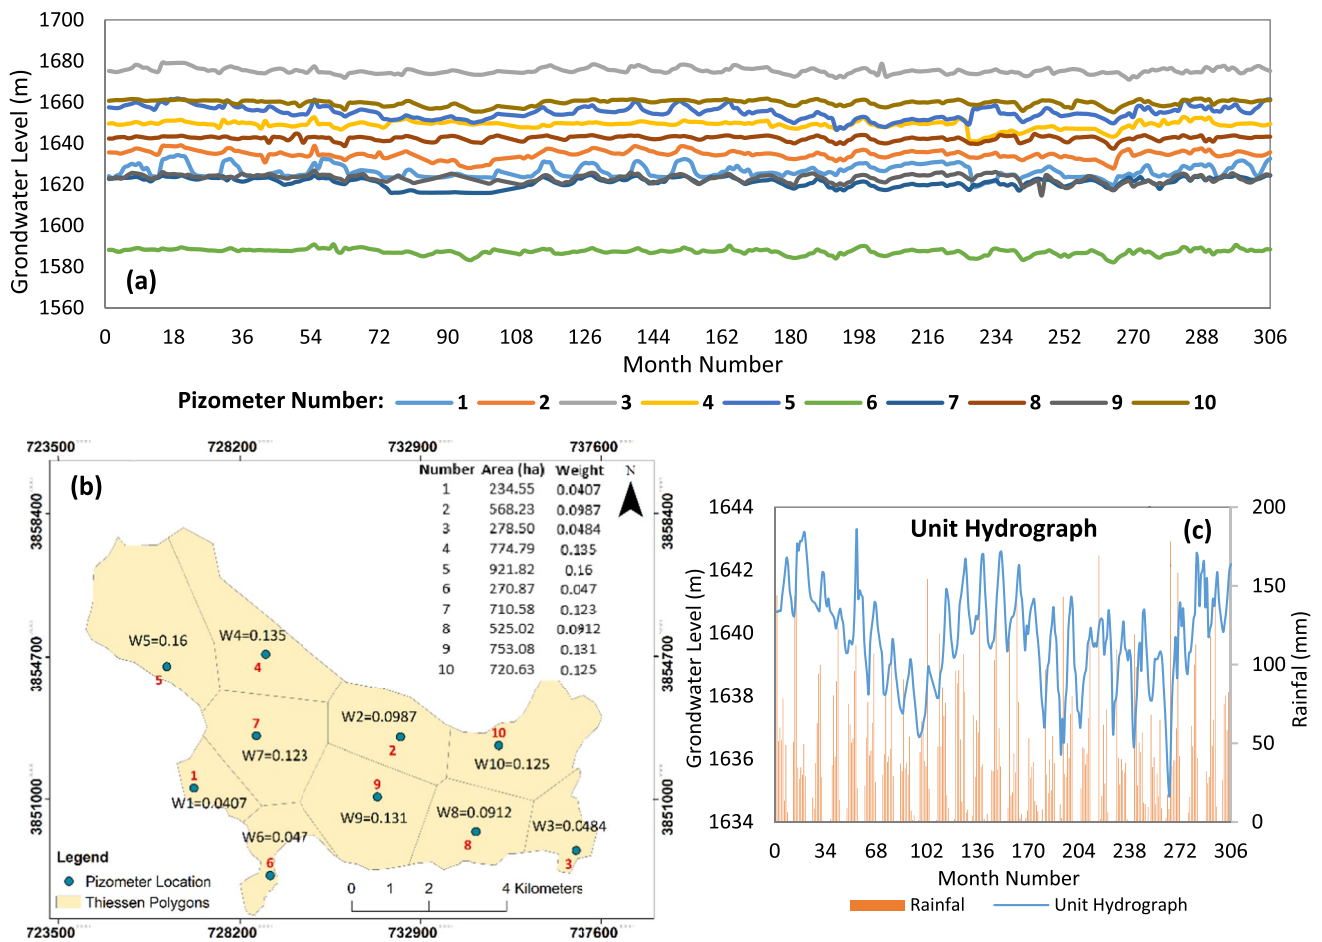 1700
1680
1660
1640
1620
1600
1580
1560
Grondwater Level (m)
(a)
0 18 36 54 72 90 108 126 144 162 180 198 216 234 252 270 288 306
Month Number
Pizometer Number: 1 2 3 4 5 6 7 8 9 10
723500 728200 732900 737600
(b)
Number Area (ha) Weight N
1 234.55 0.0407
2 568.23 0.0987
3 278.50 0.0484
4 774.79 0.135
5 921.82 0.16
6 270.87 0.047
7 710.58 0.123
8 525.02 0.0912
9 753.08 0.131
10 720.63 0.125
3858400 3858400
3854700 3854700
3851000 3851000
W5=0.16
5
W4=0.135
4
7
W7=0.123
W2=0.0987
2
10
W10=0.125
1
W1=0.0407
9
W9=0.131
W8=0.0912
8
W3=0.0484
3
W6=0.047
6
Legend
Pizometer Location
Thiessen Polygons
0 1 2 4 Kilometers
723500 728200 732900 737600
Unit Hydrograph
(c)
1644
1642
1640
1638
1636
1634
Grondwater Level (m)
200
150
100
50
0
Rainfall (mm)
0 34 68 102 136 170 204 238 272 306
Month Number
Rainfal Unit Hydrograph